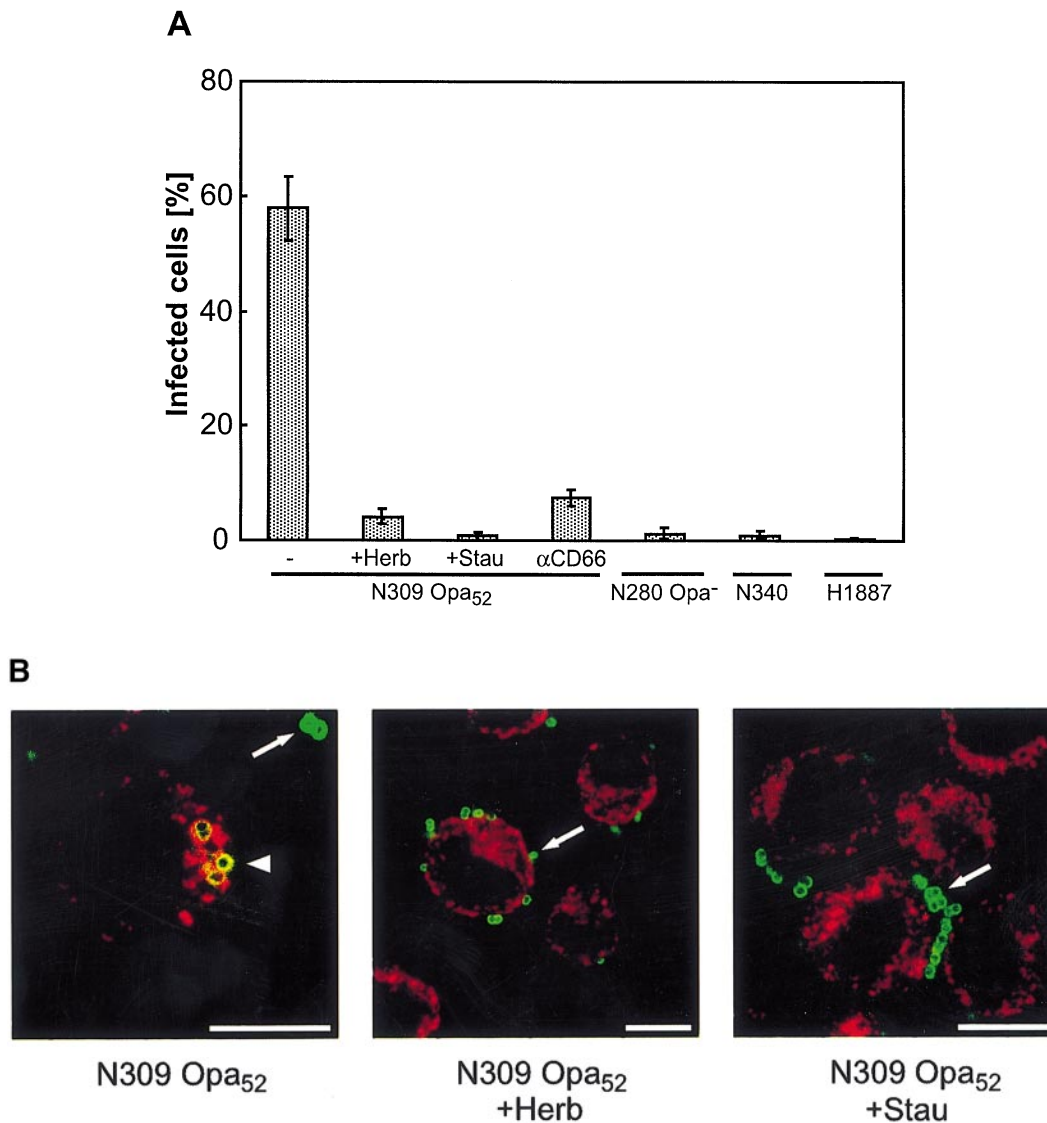 A
Infected cells [%]
80
60
40
20
0
- +Herb +Stau αCD66
N309 Opa₅₂ N280 Opa⁻ N340 H1887
B
N309 Opa₅₂ N309 Opa₅₂ N309 Opa₅₂
+Herb +Stau